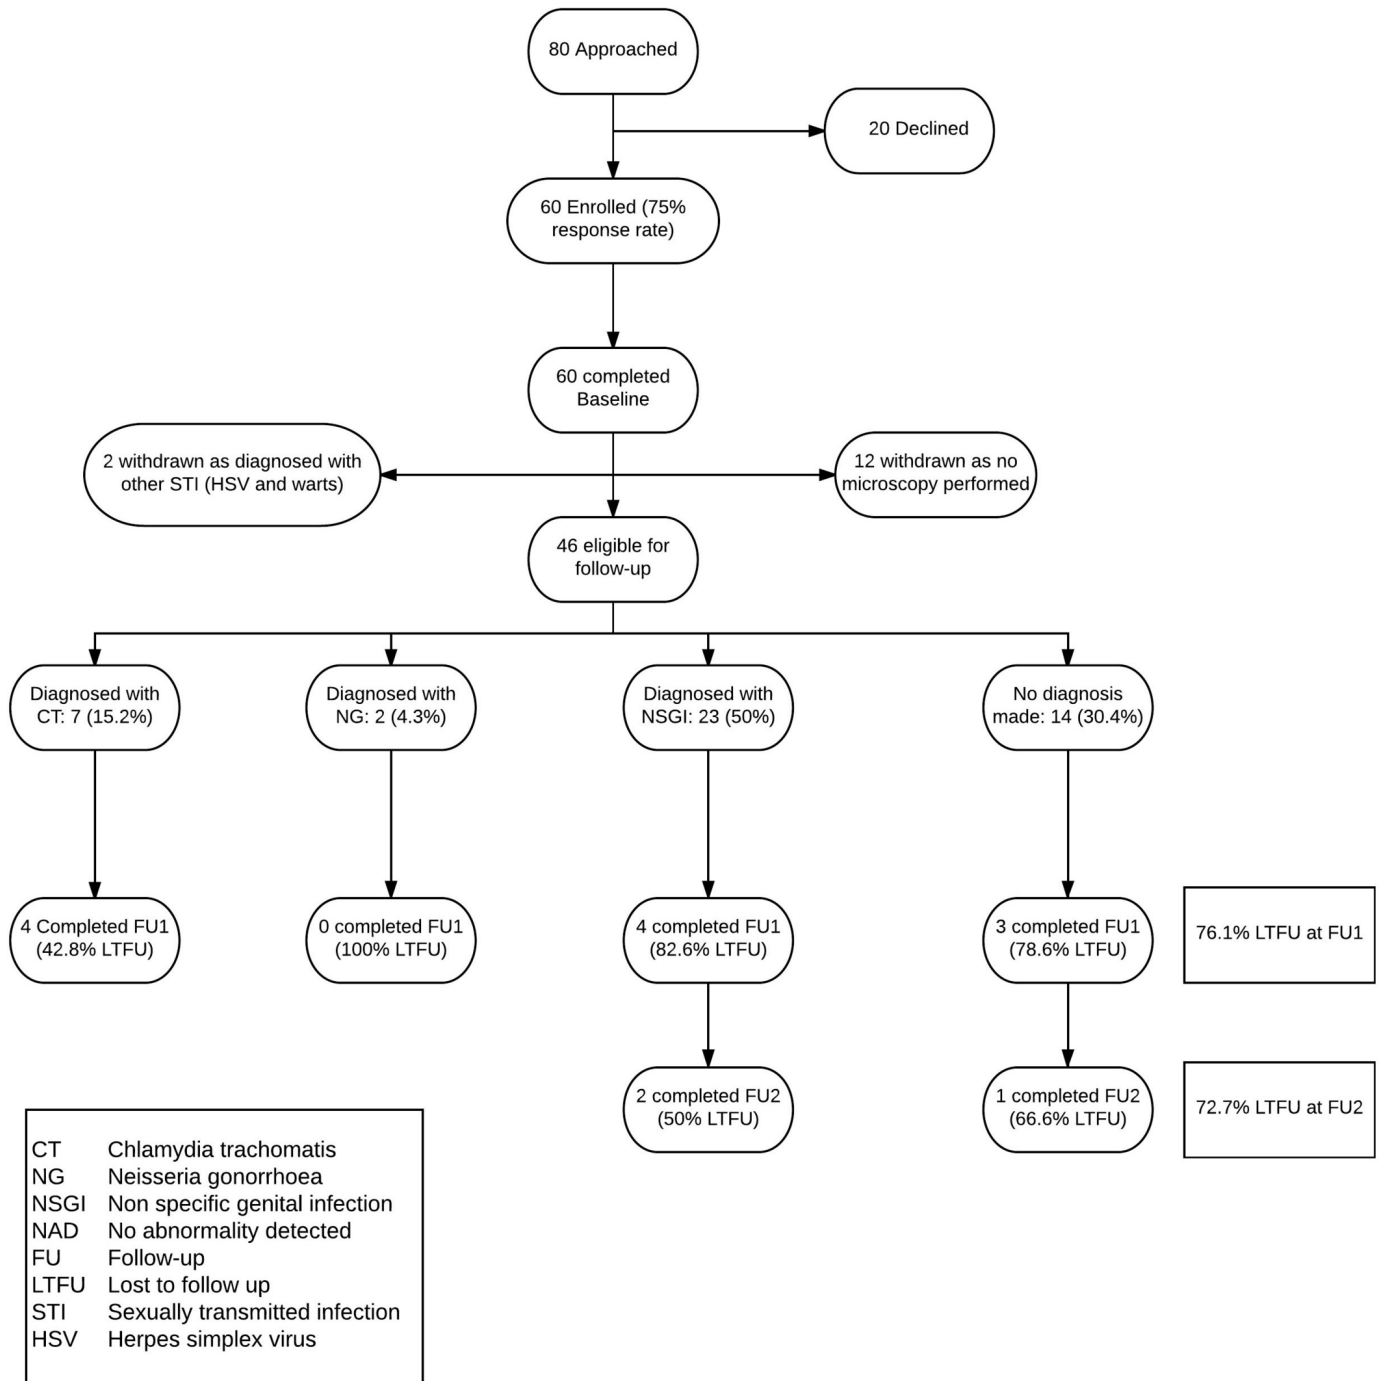 80 Approached
20 Declined
60 Enrolled (75%
response rate)
60 completed
Baseline
2 withdrawn as diagnosed with
other STI (HSV and warts)
12 withdrawn as no
microscopy performed
46 eligible for
follow-up
Diagnosed with
CT: 7 (15.2%)
Diagnosed with
NG: 2 (4.3%)
Diagnosed with
NSGI: 23 (50%)
No diagnosis
made: 14 (30.4%)
4 Completed FU1
(42.8% LTFU)
0 completed FU1
(100% LTFU)
4 completed FU1
(82.6% LTFU)
3 completed FU1
(78.6% LTFU)
76.1% LTFU at FU1
2 completed FU2
(50% LTFU)
1 completed FU2
(66.6% LTFU)
72.7% LTFU at FU2
CT Chlamydia trachomatis
NG Neisseria gonorrhoea
NSGI Non specific genital infection
NAD No abnormality detected
FU Follow-up
LTFU Lost to follow up
STI Sexually transmitted infection
HSV Herpes simplex virus